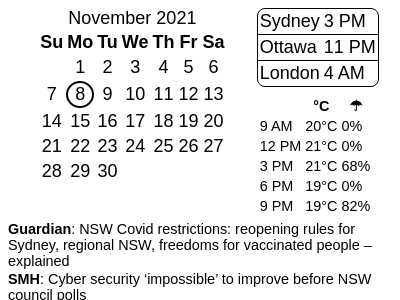 November 2021
Su Mo Tu We Th Fr Sa
1 2 3 4 5 6
7 8 9 10 11 12 13
14 15 16 17 18 19 20
21 22 23 24 25 26 27
28 29 30
Sydney 3 PM
Ottawa 11 PM
London 4 AM
°C ☂
9 AM 20°C 0%
12 PM 21°C 0%
3 PM 21°C 68%
6 PM 19°C 0%
9 PM 19°C 82%
Guardian: NSW Covid restrictions: reopening rules for
Sydney, regional NSW, freedoms for vaccinated people –
explained
SMH: Cyber security ‘impossible’ to improve before NSW
council polls